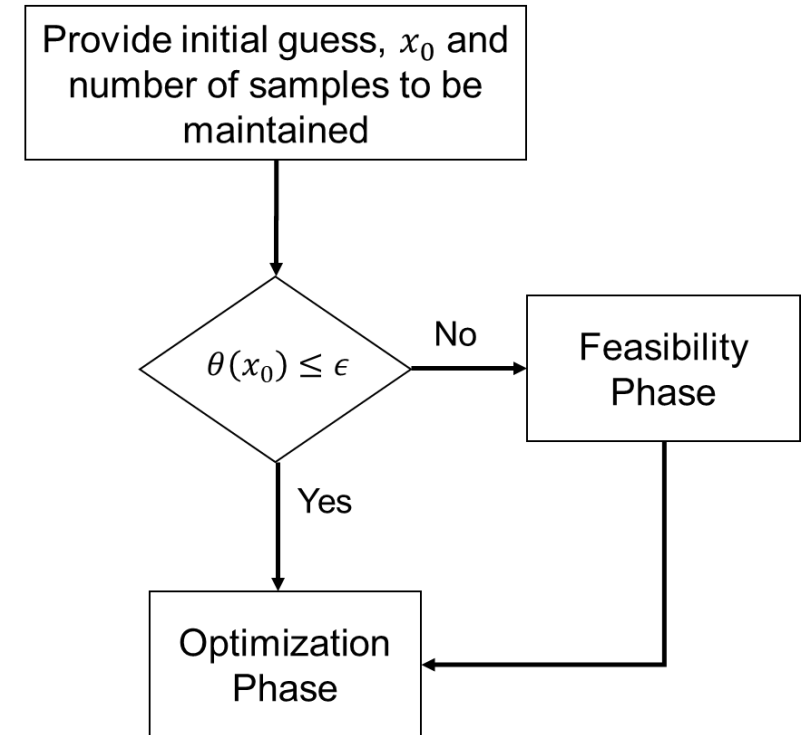 Provide initial guess, 𝑥₀ and
number of samples to be
maintained
𝜃(𝑥₀) ≤ 𝜖
No
Feasibility
Phase
Yes
Optimization
Phase